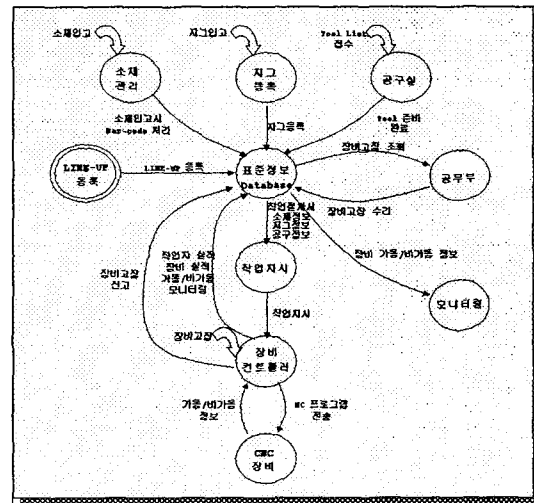 소재입고
지그입고
Tool List
접수
소재
관리
지그
등록
공구실
소재입고시
Bar-code 체간
지그등록
Tool 준비
완료
장비고장 조회
LINE-UP
등록
LINE-UP 등록
표준정보
Database
공무부
장비고장 수리
소재정보
지그정보
공구정보
작업자 실적
장비 실적
가동/비가동
모니터링
장비고장
신고
장비 가동/비가동 정보
작업지시
모니터링
작업지시
장비고장
장비
컨트롤러
가동/비가동
정보
NC 프로그램
전송
CNC
장비